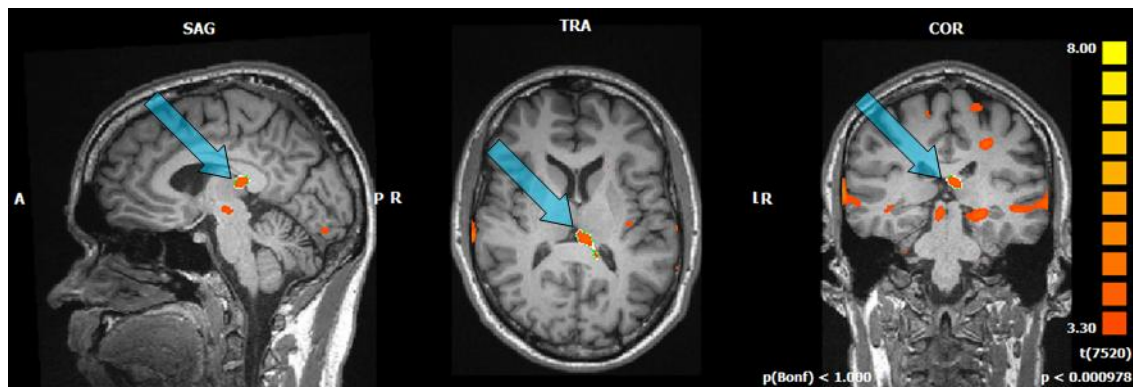 SAG
TRA
COR
8.00
A
P R
L R
3.30
t(7520)
p(Bonf) < 1.000
p < 0.000978